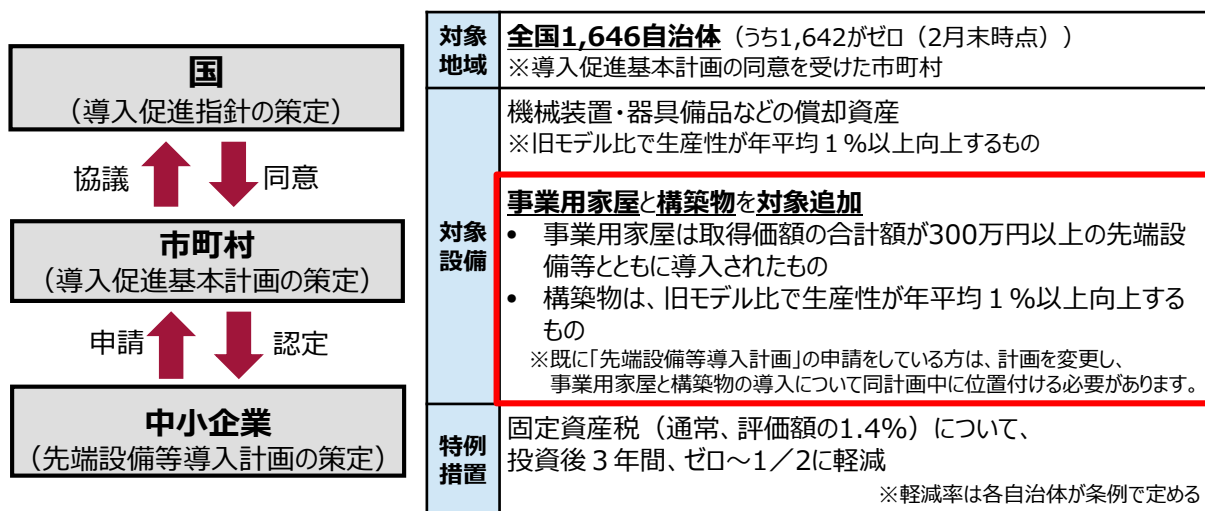 国
（導入促進指針の策定）
協議
同意
市町村
（導入促進基本計画の策定）
申請
認定
中小企業
（先端設備等導入計画の策定）
対象
地域
全国1,646自治体（うち1,642がゼロ（2月末時点））
※導入促進基本計画の同意を受けた市町村
対象
設備
機械装置・器具備品などの償却資産
※旧モデル比で生産性が年平均１％以上向上するもの
事業用家屋と構築物を対象追加
• 事業用家屋は取得価額の合計額が300万円以上の先端設
備等とともに導入されたもの
• 構築物は、旧モデル比で生産性が年平均１％以上向上する
もの
※既に「先端設備等導入計画」の申請をしている方は、計画を変更し、
事業用家屋と構築物の導入について同計画中に位置付ける必要があります。
特例
措置
固定資産税（通常、評価額の1.4%）について、
投資後３年間、ゼロ～1／2に軽減
※軽減率は各自治体が条例で定める